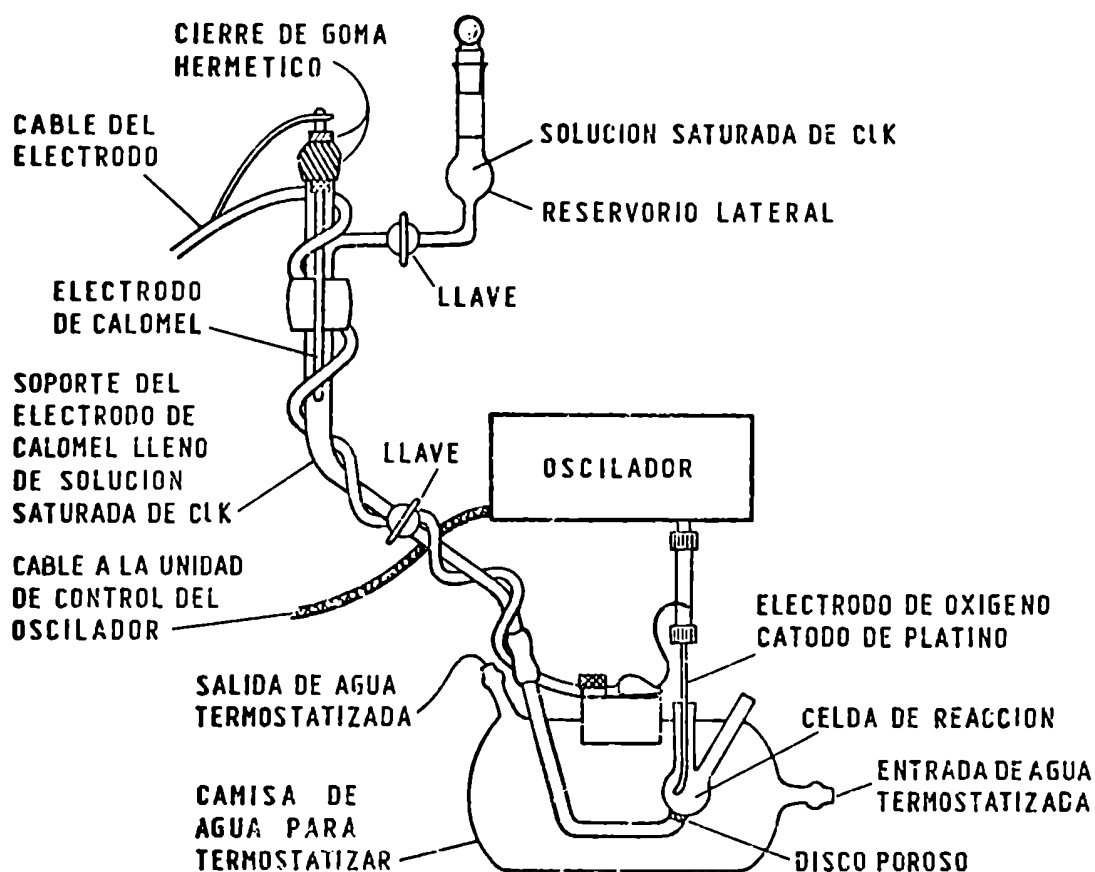 CIERRE DE GOMA
HERMETICO
CABLE DEL
ELECTRODO
SOLUCION SATURADA DE ClK
RESERVORIO LATERAL
LLAVE
ELECTRODO
DE CALOMEL
SOPORTE DEL
ELECTRODO DE
CALOMEL LLENO
DE SOLUCION
SATURADA DE ClK
LLAVE
OSCILADOR
CABLE A LA UNIDAD
DE CONTROL DEL
OSCILADOR
ELECTRODO DE OXIGENO
CATODO DE PLATINO
SALIDA DE AGUA
TERMOSTATIZADA
CELDA DE REACCION
ENTRADA DE AGUA
TERMOSTATIZADA
CAMISA DE
AGUA PARA
TERMOSTATIZAR
DISCO POROSO